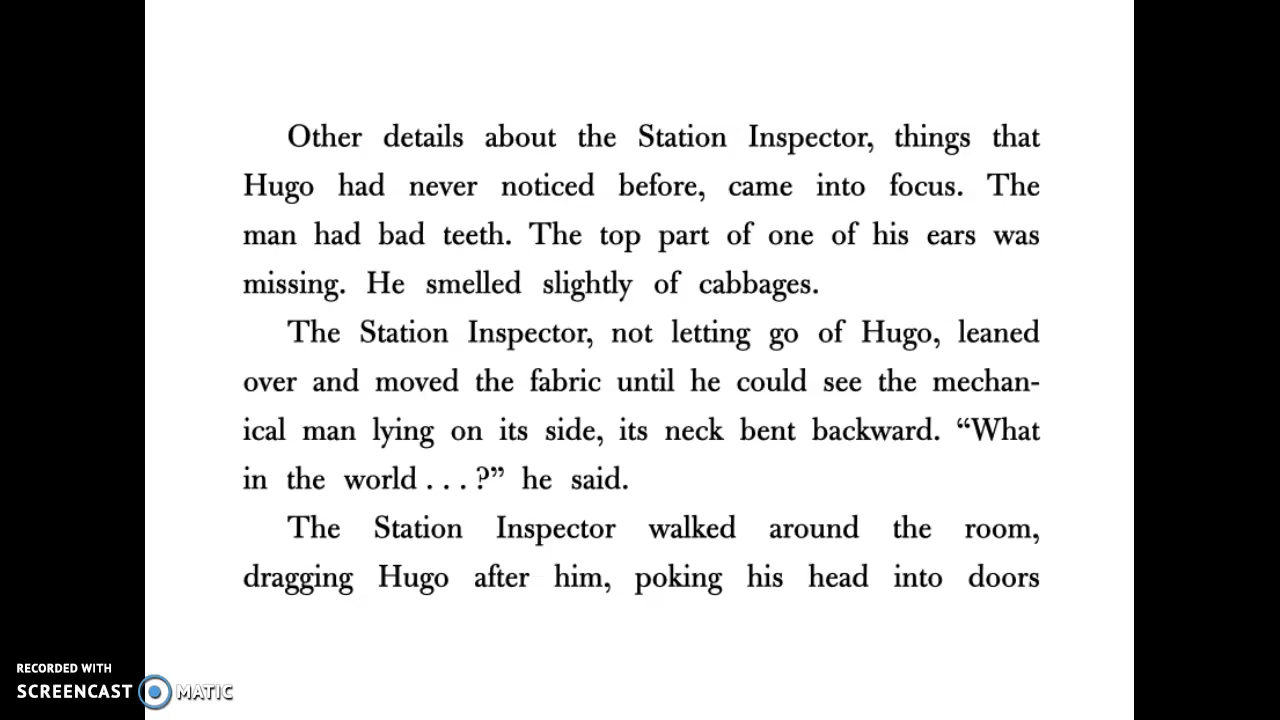 Other details about the Station Inspector, things that
Hugo had never noticed before, came into focus. The
man had bad teeth. The top part of one of his ears was
missing. He smelled slightly of cabbages.
The Station Inspector, not letting go of Hugo, leaned
over and moved the fabric until he could see the mechan-
ical man lying on its side, its neck bent backward. “What
in the world . . . ?” he said.
The Station Inspector walked around the room,
dragging Hugo after him, poking his head into doors
RECORDED WITH
SCREENCAST MATIC